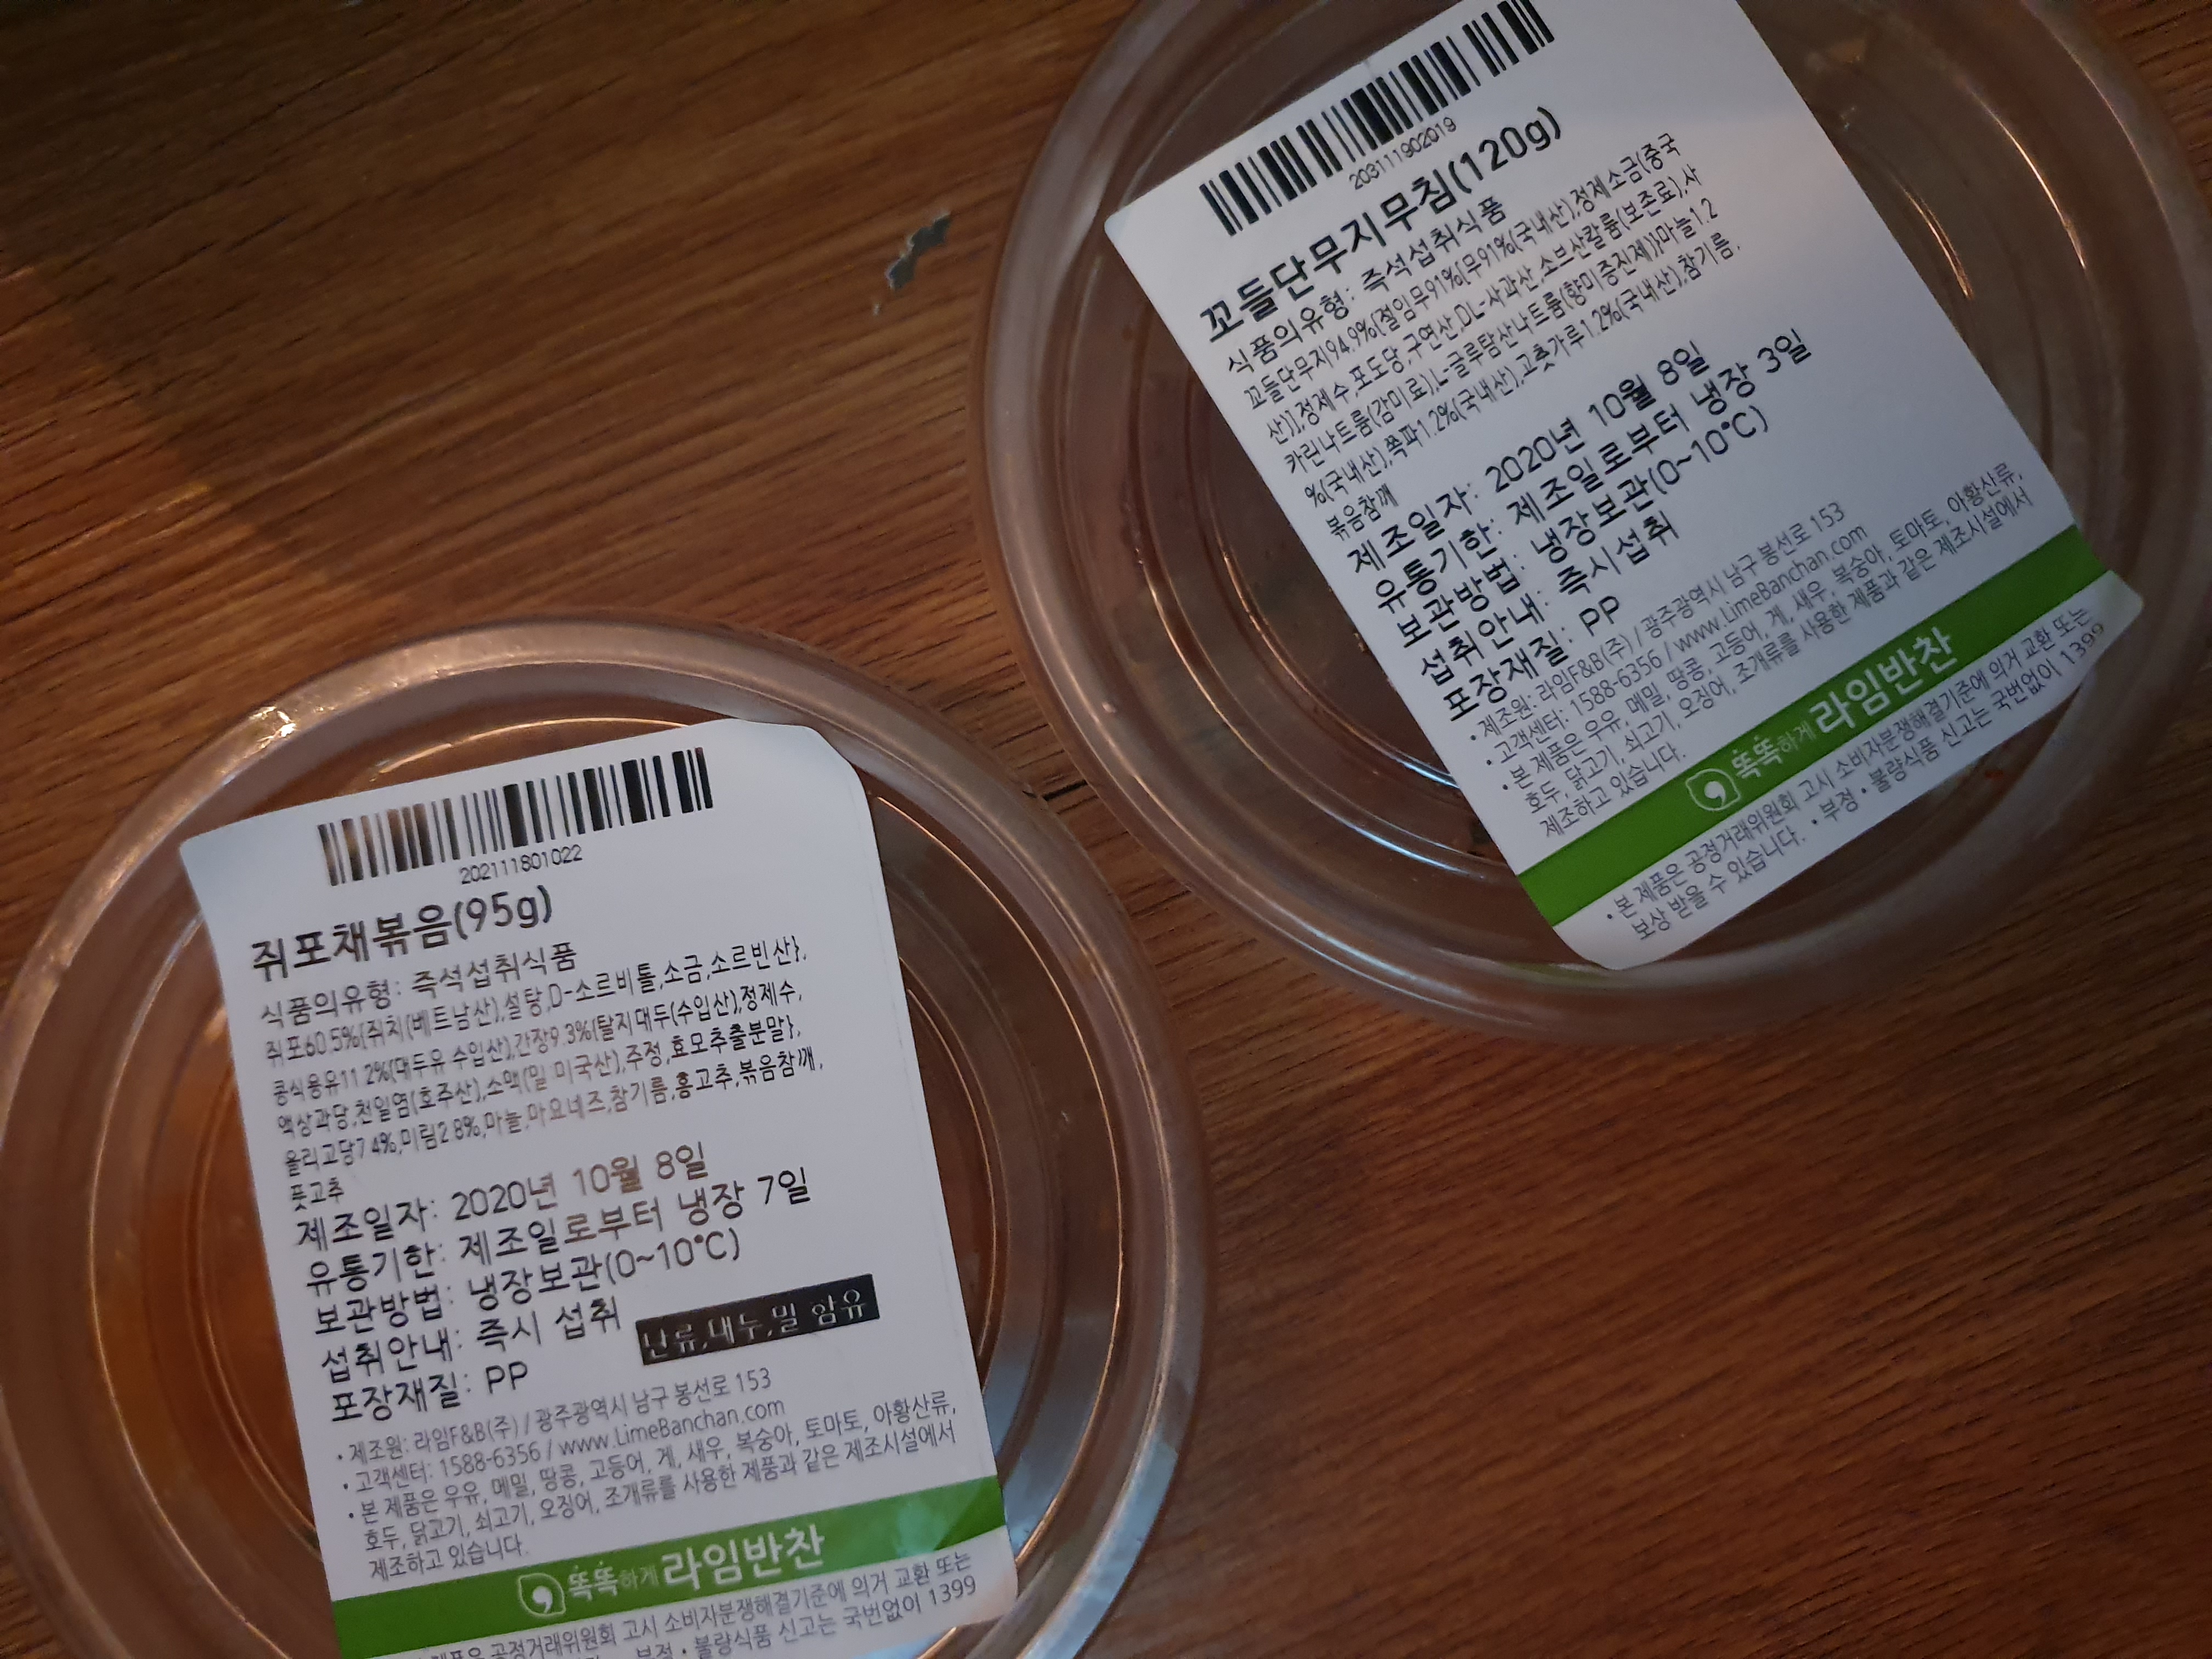 203111902019
꼬들단무지무침(120g)
식품의유형: 즉석섭취식품
꼬들단무지94.9%{절임무91%[무91%(국내산),정제소금(중국
산)],정제수,포도당,구연산,DL-사과산,소브산칼륨(보존료),사
카린나트륨(감미료),L-글루탐산나트륨(향미증진제)}마늘1.2
%(국내산),쪽파1.2%(국내산),고춧가루1.2%(국내산),참기름,
볶음참깨
제조일자: 2020년 10월 8일
유통기한: 제조일로부터 냉장 3일
보관방법: 냉장보관(0~10℃)
섭취안내: 즉시섭취
포장재질: PP
• 제조원: 라임F&B(주) / 광주광역시 남구 봉선로 153
• 고객센터: 1588-6356 / www.LimeBanchan.com
• 본 제품은 우유, 메밀, 땅콩, 고등어, 게, 새우, 복숭아, 토마토, 아황산류,
호두, 닭고기, 쇠고기, 오징어, 조개류를 사용한 제품과 같은 제조시설에서
제조하고 있습니다.
똑똑하게 라임반찬
• 본 제품은 공정거래위원회 고시 소비자분쟁해결기준에 의거 교환 또는
보상 받을 수 있습니다. • 부정 • 불량식품 신고는 국번없이 1399
202111801022
쥐포채볶음(95g)
식품의유형: 즉석섭취식품
쥐포60.5%{쥐치(베트남산),설탕,D-소르비톨,소금,소르빈산},
콩식용유11.2%(대두유 수입산),간장9.3%{탈지대두(수입산),정제수,
액상과당,천일염(호주산),소맥(밀 미국산),주정,효모추출분말},
올리고당7.4%,미림2.8%,마늘,마요네즈,참기름,홍고추,볶음참깨,
풋고추
제조일자: 2020년 10월 8일
유통기한: 제조일로부터 냉장 7일
보관방법: 냉장보관(0~10℃)
섭취안내: 즉시 섭취
포장재질: PP
난류,대두,밀 함유
• 제조원: 라임F&B(주) / 광주광역시 남구 봉선로 153
• 고객센터: 1588-6356 / www.LimeBanchan.com
• 본 제품은 우유, 메밀, 땅콩, 고등어, 게, 새우, 복숭아, 토마토, 아황산류,
호두, 닭고기, 쇠고기, 오징어, 조개류를 사용한 제품과 같은 제조시설에서
제조하고 있습니다.
똑똑하게 라임반찬
제품은 공정거래위원회 고시 소비자분쟁해결기준에 의거 교환 또는
부정 • 불량식품 신고는 국번없이 1399